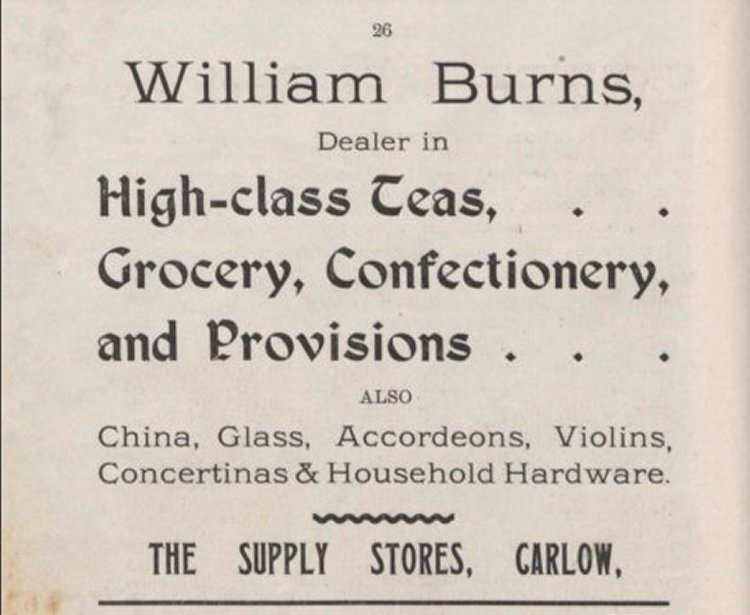 26
William Burns,
Dealer in
High-class Teas, . .
Grocery, Confectionery,
and Provisions . . .
ALSO
China, Glass, Accordeons, Violins,
Concertinas & Household Hardware.
THE SUPPLY STORES, CARLOW,